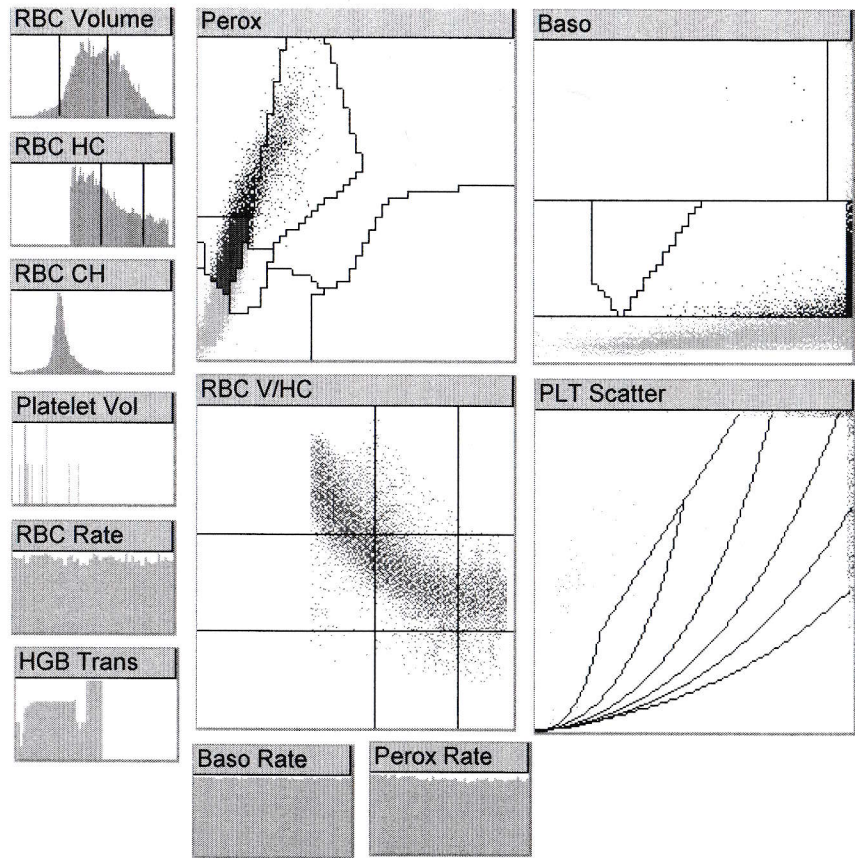 RBC Volume
RBC HC
RBC CH
Platelet Vol
RBC Rate
HGB Trans
Perox
RBC V/HC
Baso
PLT Scatter
Baso Rate
Perox Rate